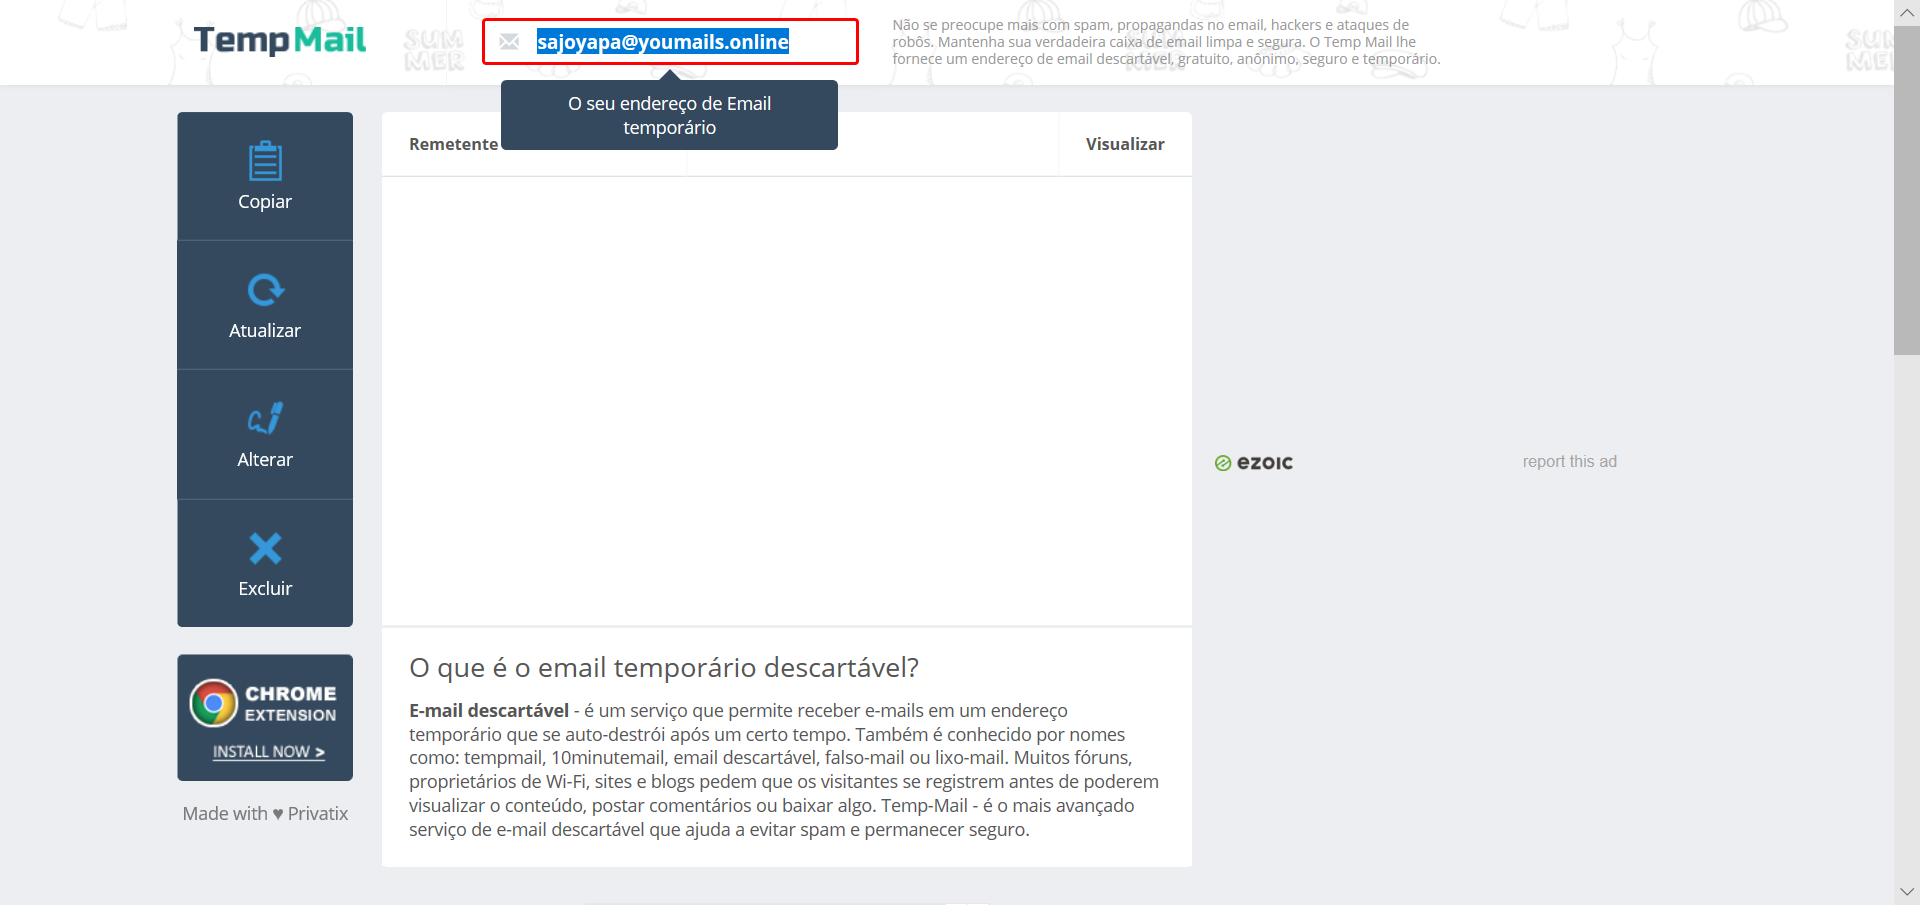 TempMail
SUMMER
sajoyapa@youmails.online
Não se preocupe mais com spam, propagandas no email, hackers e ataques de
robôs. Mantenha sua verdadeira caixa de email limpa e segura. O Temp Mail lhe
fornece um endereço de email descartável, gratuito, anônimo, seguro e temporário.
O seu endereço de Email
temporário
Remetente
Visualizar
Copiar
Atualizar
Alterar
Excluir
ezoic
report this ad
CHROME
EXTENSION
INSTALL NOW >
Made with ♥ Privatix
O que é o email temporário descartável?
E-mail descartável - é um serviço que permite receber e-mails em um endereço
temporário que se auto-destrói após um certo tempo. Também é conhecido por nomes
como: tempmail, 10minutemail, email descartável, falso-mail ou lixo-mail. Muitos fóruns,
proprietários de Wi-Fi, sites e blogs pedem que os visitantes se registrem antes de poderem
visualizar o conteúdo, postar comentários ou baixar algo. Temp-Mail - é o mais avançado
serviço de e-mail descartável que ajuda a evitar spam e permanecer seguro.